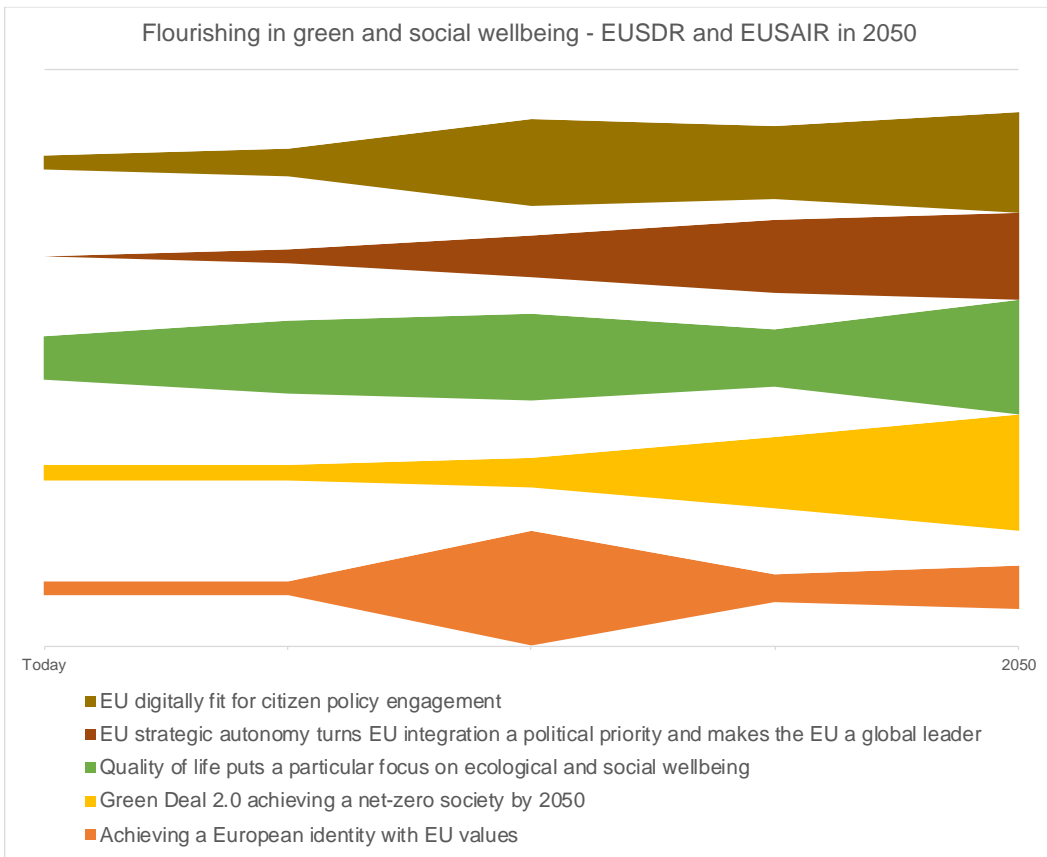 Flourishing in green and social wellbeing - EUSDR and EUSAIR in 2050
Today
2050
EU digitally fit for citizen policy engagement
EU strategic autonomy turns EU integration a political priority and makes the EU a global leader
Quality of life puts a particular focus on ecological and social wellbeing
Green Deal 2.0 achieving a net-zero society by 2050
Achieving a European identity with EU values